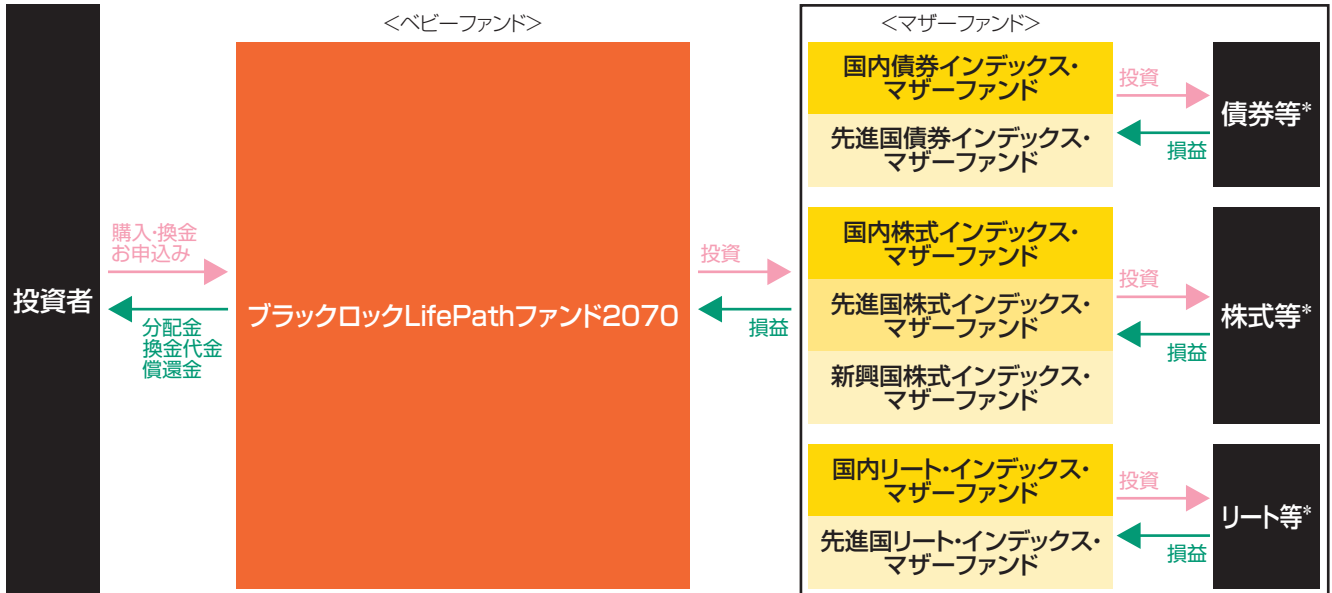 <ベビーファンド>
<マザーファンド>
投資者
購入・換金
お申込み
分配金
換金代金
償還金
ブラックロックLifePathファンド2070
投資
損益
国内債券インデックス・
マザーファンド
先進国債券インデックス・
マザーファンド
投資
損益
債券等*
国内株式インデックス・
マザーファンド
先進国株式インデックス・
マザーファンド
新興国株式インデックス・
マザーファンド
投資
損益
株式等*
国内リート・インデックス・
マザーファンド
先進国リート・インデックス・
マザーファンド
投資
損益
リート等*